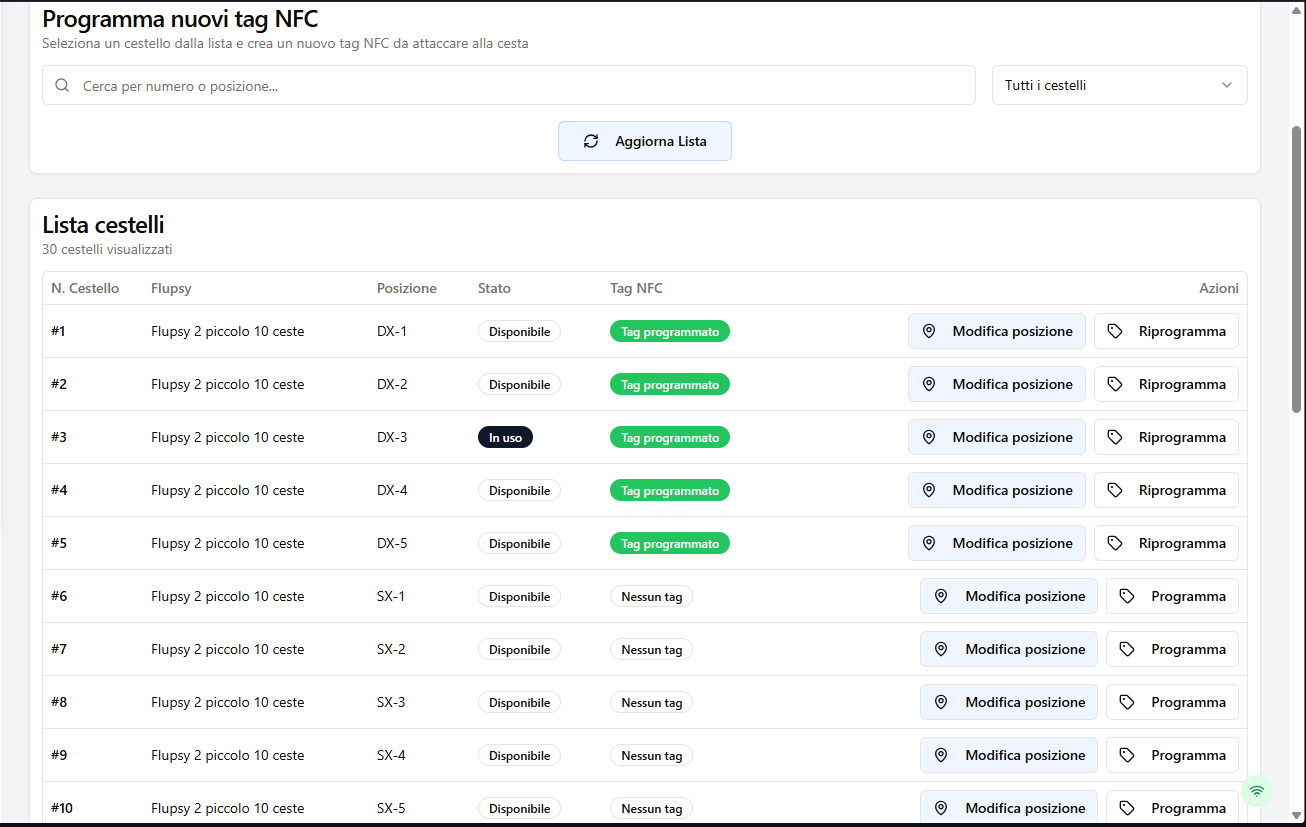 Programma nuovi tag NFC
Seleziona un cestello dalla lista e crea un nuovo tag NFC da attaccare alla cesta
Cerca per numero o posizione...
Tutti i cestelli
Aggiorna Lista
Lista cestelli
30 cestelli visualizzati
N. Cestello Flupsy Posizione Stato Tag NFC Azioni
#1 Flupsy 2 piccolo 10 ceste DX-1 Disponibile Tag programmato Modifica posizione Riprogramma
#2 Flupsy 2 piccolo 10 ceste DX-2 Disponibile Tag programmato Modifica posizione Riprogramma
#3 Flupsy 2 piccolo 10 ceste DX-3 In uso Tag programmato Modifica posizione Riprogramma
#4 Flupsy 2 piccolo 10 ceste DX-4 Disponibile Tag programmato Modifica posizione Riprogramma
#5 Flupsy 2 piccolo 10 ceste DX-5 Disponibile Tag programmato Modifica posizione Riprogramma
#6 Flupsy 2 piccolo 10 ceste SX-1 Disponibile Nessun tag Modifica posizione Programma
#7 Flupsy 2 piccolo 10 ceste SX-2 Disponibile Nessun tag Modifica posizione Programma
#8 Flupsy 2 piccolo 10 ceste SX-3 Disponibile Nessun tag Modifica posizione Programma
#9 Flupsy 2 piccolo 10 ceste SX-4 Disponibile Nessun tag Modifica posizione Programma
#10 Flupsy 2 piccolo 10 ceste SX-5 Disponibile Nessun tag Modifica posizione Programma